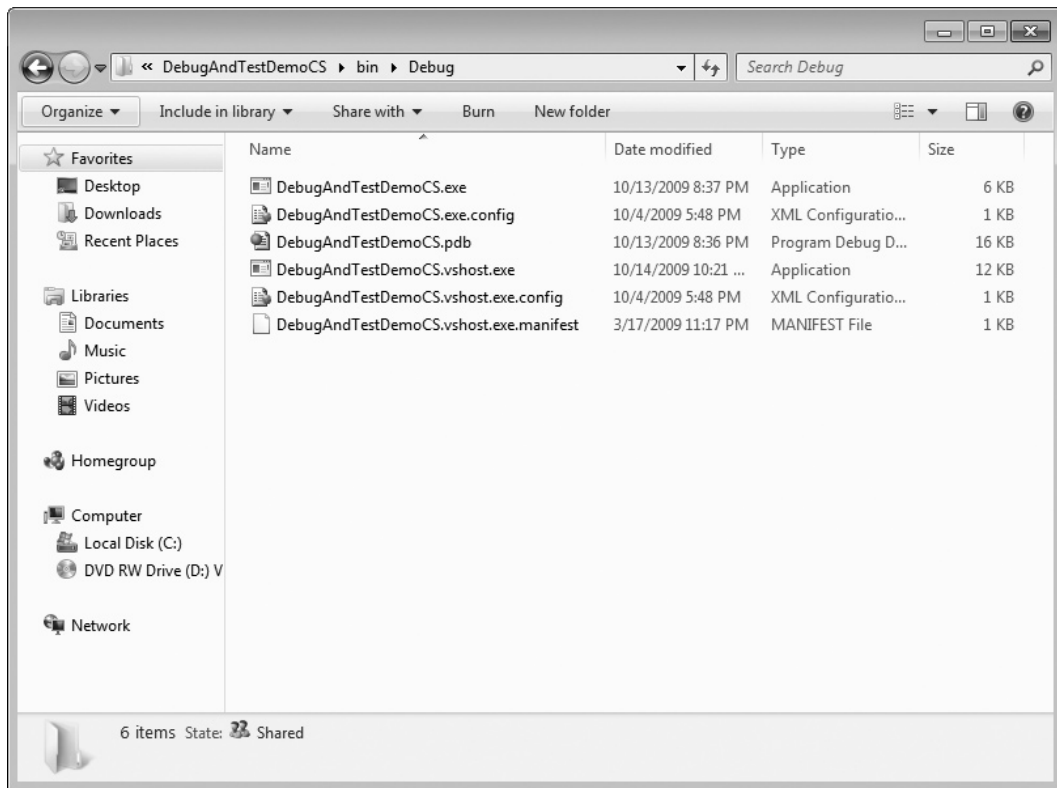 « DebugAndTestDemoCS ▸ bin ▸ Debug
Search Debug
Organize
Include in library
Share with
Burn
New folder
Favorites
Desktop
Downloads
Recent Places
Libraries
Documents
Music
Pictures
Videos
Homegroup
Computer
Local Disk (C:)
DVD RW Drive (D:) V
Network
Name Date modified Type Size
DebugAndTestDemoCS.exe 10/13/2009 8:37 PM Application 6 KB
DebugAndTestDemoCS.exe.config 10/4/2009 5:48 PM XML Configuratio... 1 KB
DebugAndTestDemoCS.pdb 10/13/2009 8:36 PM Program Debug D... 16 KB
DebugAndTestDemoCS.vshost.exe 10/14/2009 10:21 ... Application 12 KB
DebugAndTestDemoCS.vshost.exe.config 10/4/2009 5:48 PM XML Configuratio... 1 KB
DebugAndTestDemoCS.vshost.exe.manifest 3/17/2009 11:17 PM MANIFEST File 1 KB
6 items State: Shared